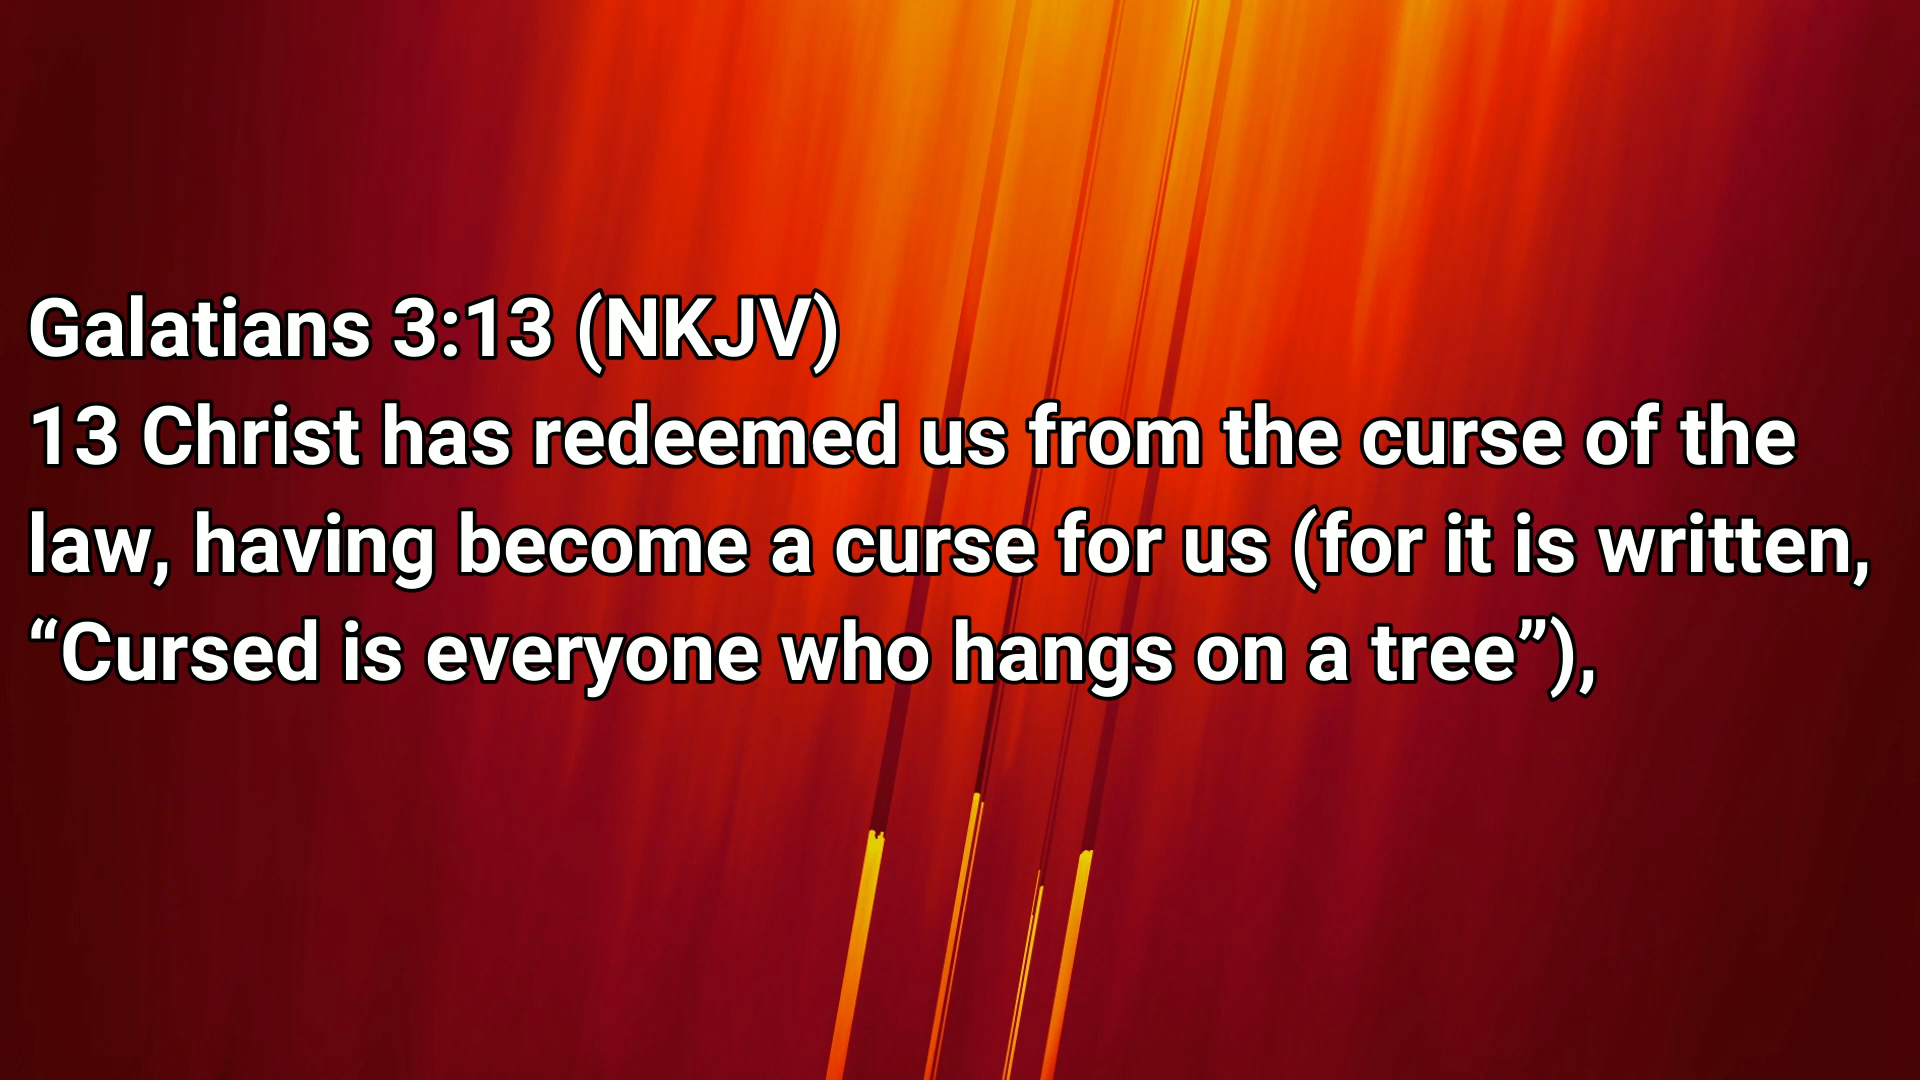 Galatians 3:13 (NKJV)
13 Christ has redeemed us from the curse of the
law, having become a curse for us (for it is written,
“Cursed is everyone who hangs on a tree”),